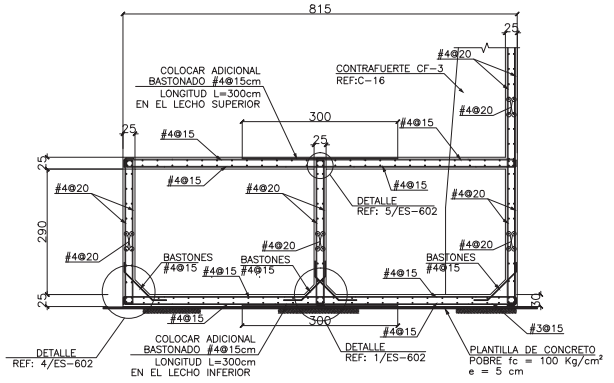 815
25
#4@20
COLOCAR ADICIONAL
BASTONADO #4@15cm
LONGITUD L=300cm
EN EL LECHO SUPERIOR
CONTRAFUERTE CF-3
REF:C-16
#4@20
300
25
#4@15
25
#4@15
25
#4@15
#4@15
#4@20
#4@20
#4@20
DETALLE
REF: 5/ES-602
290
#4@20
#4@20
#4@20
BASTONES
#4@15
#4@15
BASTONES
#4@15
#4@15
BASTONES
#4@15
25
30
#4@15
300
#4@15
#3@15
DETALLE
REF: 4/ES-602
COLOCAR ADICIONAL
BASTONADO #4@15cm
LONGITUD L=300cm
EN EL LECHO INFERIOR
DETALLE
REF: 1/ES-602
PLANTILLA DE CONCRETO
POBRE fc = 100 Kg/cm²
e = 5 cm